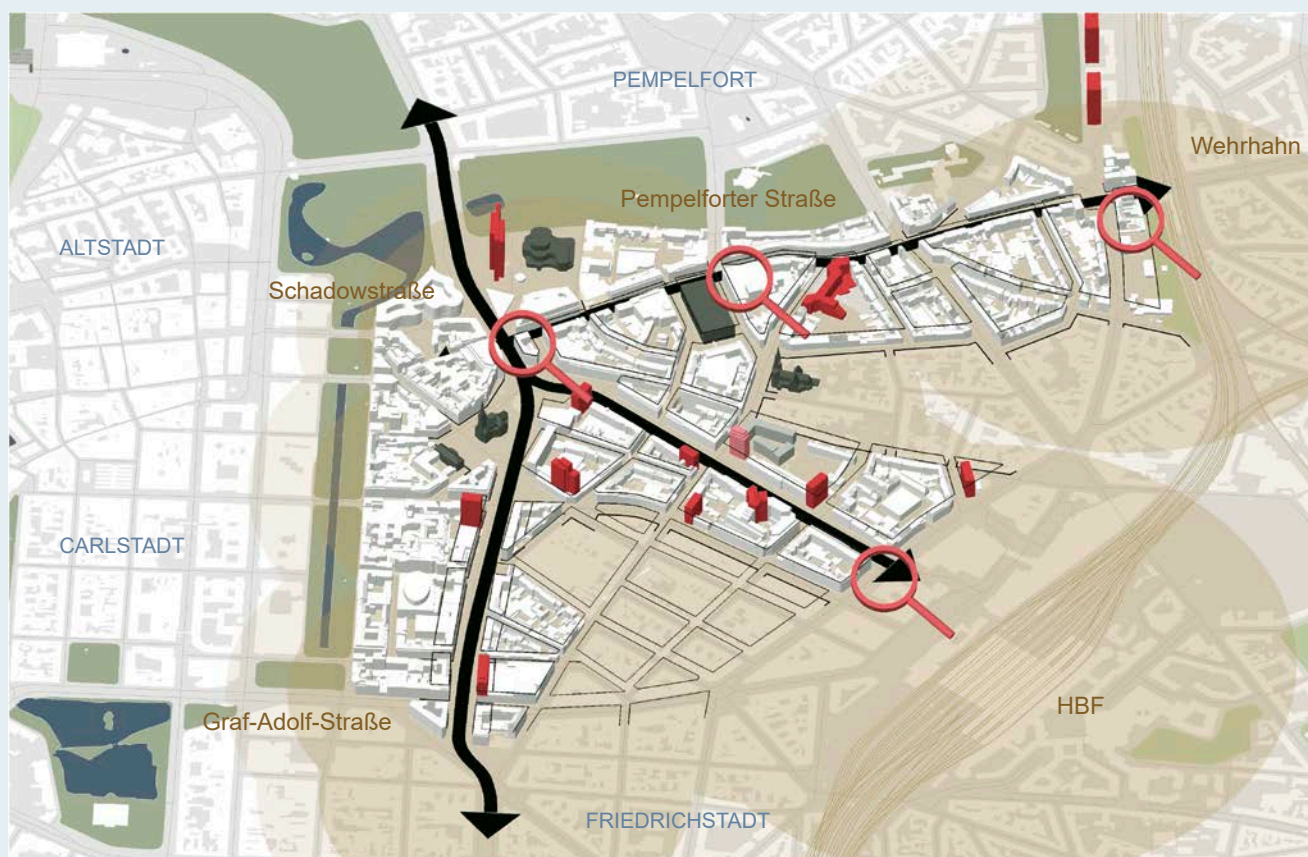 PEMPELFORT
Wehrhahn
Pempelforter Straße
ALTSTADT
Schadowstraße
CARLSTADT
HBF
Graf-Adolf-Straße
FRIEDRICHSTADT